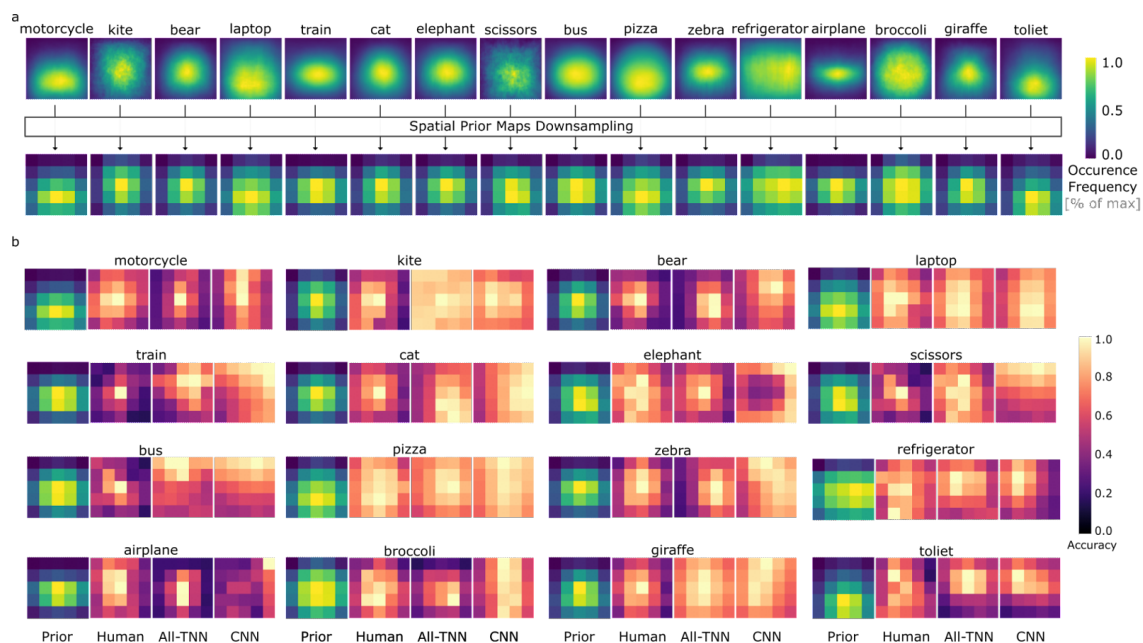 a
motorcycle kite bear laptop train cat elephant scissors bus pizza zebra refrigerator airplane broccoli giraffe toliet
1.0
Spatial Prior Maps Downsampling
0.0
Occurence
Frequency
[% of max]
b
motorcycle kite bear laptop
train cat elephant scissors
1.0
0.8
0.6
bus pizza zebra refrigerator
0.4
0.2
0.0
Accuracy
airplane broccoli giraffe toliet
Prior Human All-TNN CNN Prior Human All-TNN CNN Prior Human All-TNN CNN Prior Human All-TNN CNN